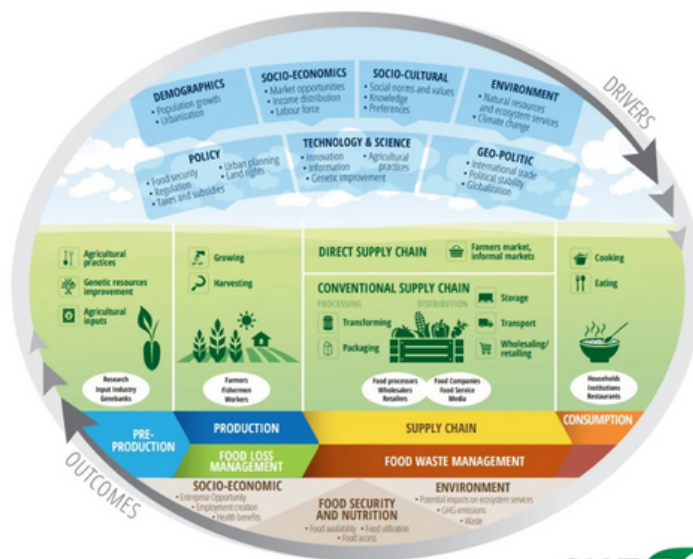 DRIVERS
DEMOGRAPHICS
• Population growth
• Urbanization
SOCIO-ECONOMICS
• Market opportunities
• Income distribution
• Labour force
SOCIO-CULTURAL
• Social norms and values
• Knowledge
• Preferences
ENVIRONMENT
• Natural resources
and ecosystem services
• Climate change
POLICY
• Food security
• Regulation
• Taxes and subsidies
• Urban planning
• Land rights
TECHNOLOGY & SCIENCE
• Innovation
• Information
• Genetic improvement
• Agricultural
practices
GEO-POLITIC
• International trade
• Political stability
• Globalization
Agricultural
practices
Genetic resources
improvement
Agricultural
inputs
Research
Input Industry
Genebanks
Growing
Harvesting
Farmers
Fishermen
Workers
DIRECT SUPPLY CHAIN
Farmers market,
informal markets
CONVENTIONAL SUPPLY CHAIN
PROCESSING
DISTRIBUTION
Transforming
Packaging
Storage
Transport
Wholesaling/
retailing
Food processors
Wholesalers
Retailers
Food Companies
Food Service
Media
Cooking
Eating
Households
Institutions
Restaurants
PRE-
PRODUCTION
PRODUCTION
SUPPLY CHAIN
CONSUMPTION
FOOD LOSS
MANAGEMENT
FOOD WASTE MANAGEMENT
OUTCOMES
SOCIO-ECONOMIC
• Entreprise Opportunity
• Employment creation
• Health benefits
FOOD SECURITY
AND NUTRITION
• Food availability • Food utilization
• Food access
ENVIRONMENT
• Potential impacts on ecosystem services
• GHG emissions
• Waste